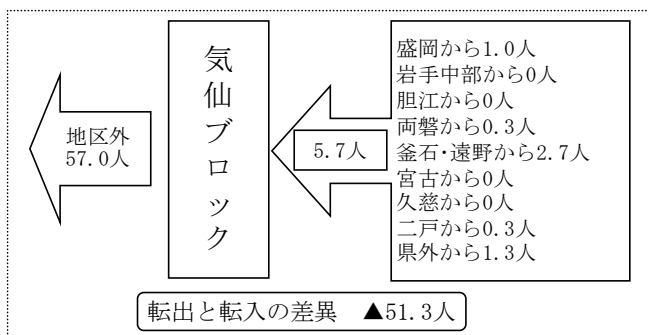 地区外
57.0人
気仙ブロック
5.7人
盛岡から1.0人
岩手中部から0人
胆江から0人
両磐から0.3人
釜石・遠野から2.7人
宮古から0人
久慈から0人
二戸から0.3人
県外から1.3人
転出と転入の差異　▲51.3人